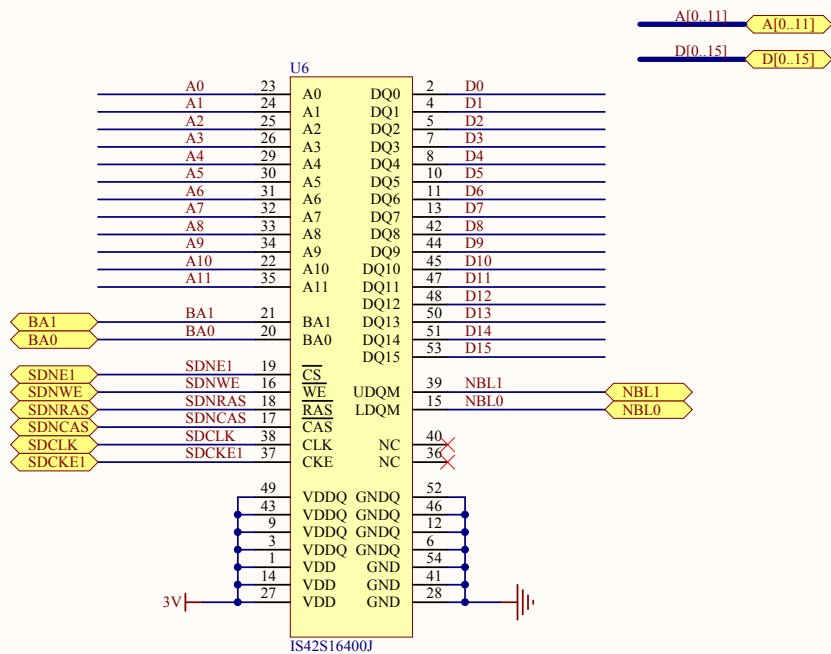 A[0..11] A[0..11]
D[0..15] D[0..15]
U6
A0 23 A0 DQ0 2 D0
A1 24 A1 DQ1 4 D1
A2 25 A2 DQ2 5 D2
A3 26 A3 DQ3 7 D3
A4 29 A4 DQ4 8 D4
A5 30 A5 DQ5 10 D5
A6 31 A6 DQ6 11 D6
A7 32 A7 DQ7 13 D7
A8 33 A8 DQ8 42 D8
A9 34 A9 DQ9 44 D9
A10 22 A10 DQ10 45 D10
A11 35 A11 DQ11 47 D11
DQ12 48 D12
BA1 BA1 21 BA1 DQ13 50 D13
BA0 BA0 20 BA0 DQ14 51 D14
DQ15 53 D15
SDNE1 SDNE1 19 CS
SDNWE SDNWE 16 WE UDQM 39 NBL1 NBL1
SDNRAS SDNRAS 18 RAS LDQM 15 NBL0 NBL0
SDNCAS SDNCAS 17 CAS
SDCLK SDCLK 38 CLK NC 40
SDCKE1 SDCKE1 37 CKE NC 36
49 VDDQ GNDQ 52
43 VDDQ GNDQ 46
9 VDDQ GNDQ 12
3 VDDQ GNDQ 6
1 VDD GND 54
14 VDD GND 41
3V 27 VDD GND 28
IS42S16400J